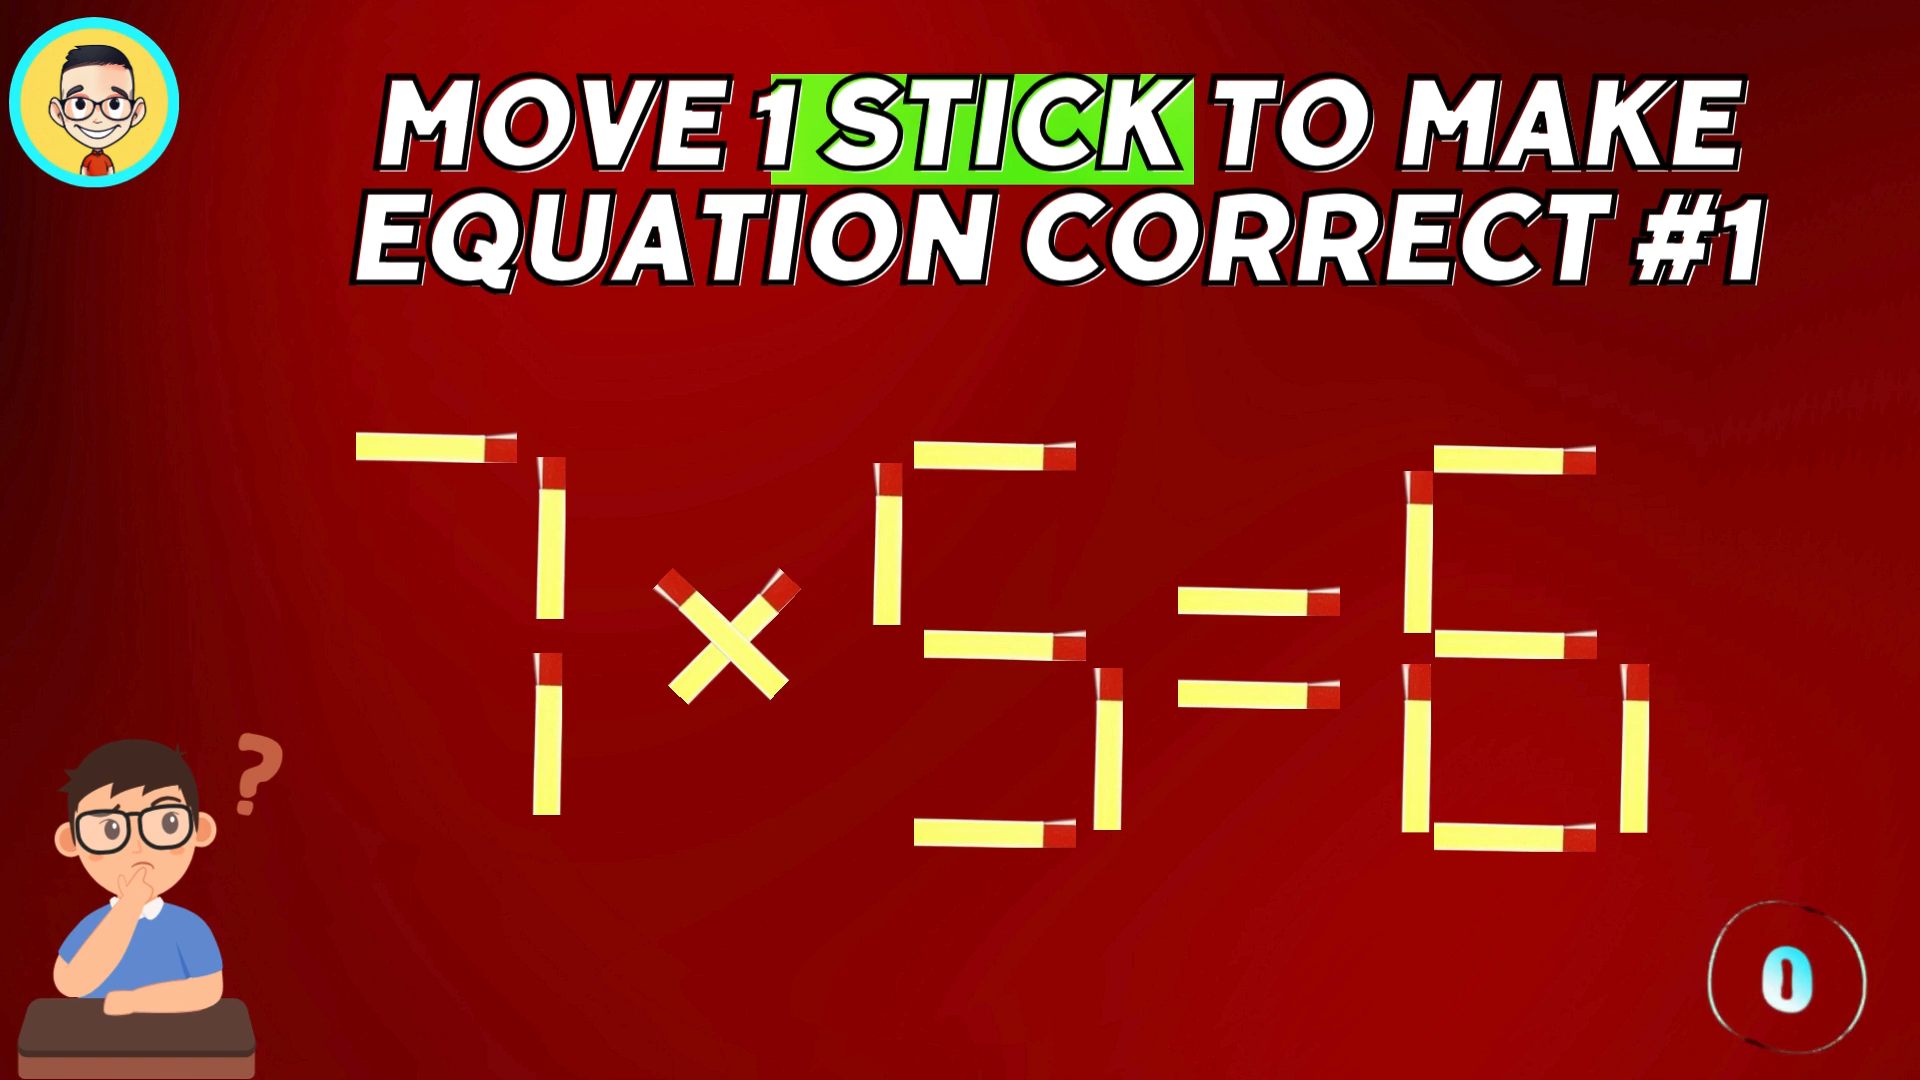 MOVE 1 STICK TO MAKE
EQUATION CORRECT #1
?
7×5=6
0